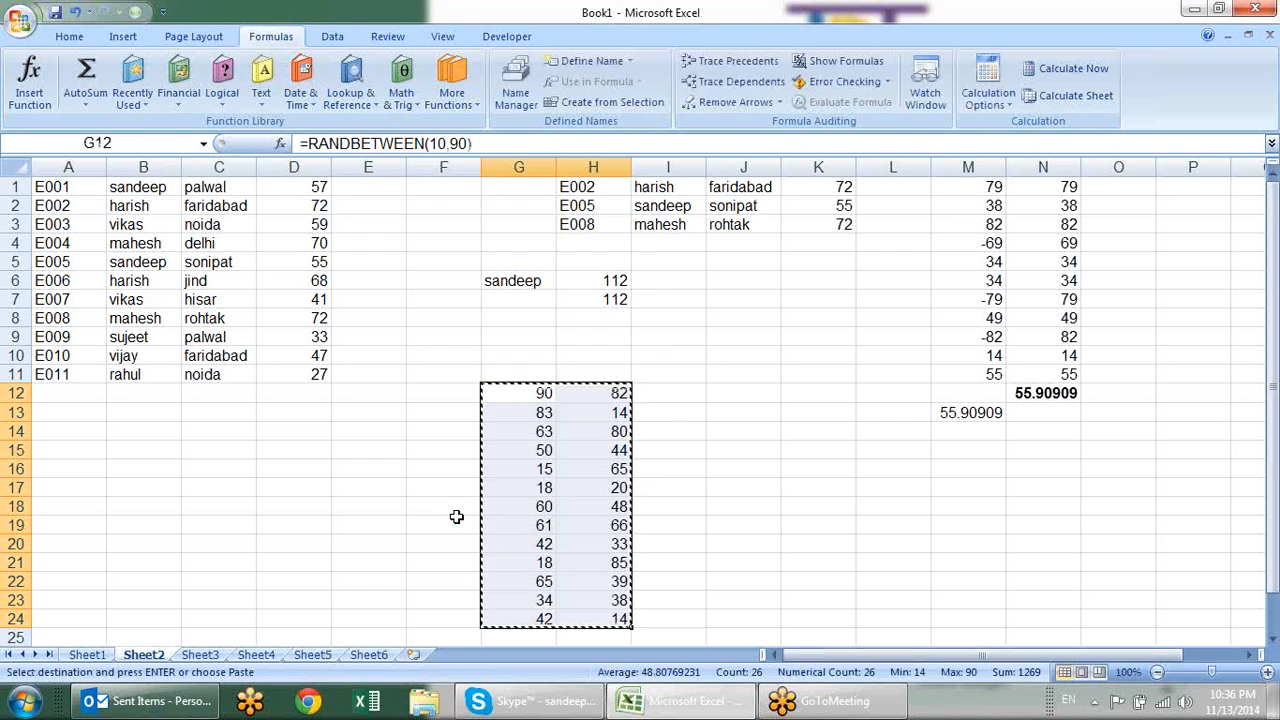 Book1 - Microsoft Excel
Home Insert Page Layout Formulas Data Review View Developer
Insert Function
AutoSum
Recently Used
Financial
Logical
Text
Date & Time
Lookup & Reference
Math & Trig
More Functions
Function Library
Name Manager
Define Name
Use in Formula
Create from Selection
Defined Names
Trace Precedents
Trace Dependents
Remove Arrows
Show Formulas
Error Checking
Evaluate Formula
Formula Auditing
Watch Window
Calculation Options
Calculate Now
Calculate Sheet
Calculation
G12 fx =RANDBETWEEN(10,90)
A B C D E F G H I J K L M N O P
1 E001 sandeep palwal 57 E002 harish faridabad 72 79 79
2 E002 harish faridabad 72 E005 sandeep sonipat 55 38 38
3 E003 vikas noida 59 E008 mahesh rohtak 72 82 82
4 E004 mahesh delhi 70 -69 69
5 E005 sandeep sonipat 55 34 34
6 E006 harish jind 68 sandeep 112 34 34
7 E007 vikas hisar 41 112 -79 79
8 E008 mahesh rohtak 72 49 49
9 E009 sujeet palwal 33 -82 82
10 E010 vijay faridabad 47 14 14
11 E011 rahul noida 27 55 55
12 90 82 55.90909
13 83 14 55.90909
14 63 80
15 50 44
16 15 65
17 18 20
18 60 48
19 61 66
20 42 33
21 18 85
22 65 39
23 34 38
24 42 14
25
Sheet1 Sheet2 Sheet3 Sheet4 Sheet5 Sheet6
Select destination and press ENTER or choose Paste Average: 48.80769231 Count: 26 Numerical Count: 26 Min: 14 Max: 90 Sum: 1269 100%
Sent Items - Perso... Skype™ - sandeep... Microsoft Excel - ... GoToMeeting EN 10:36 PM
11/13/2014